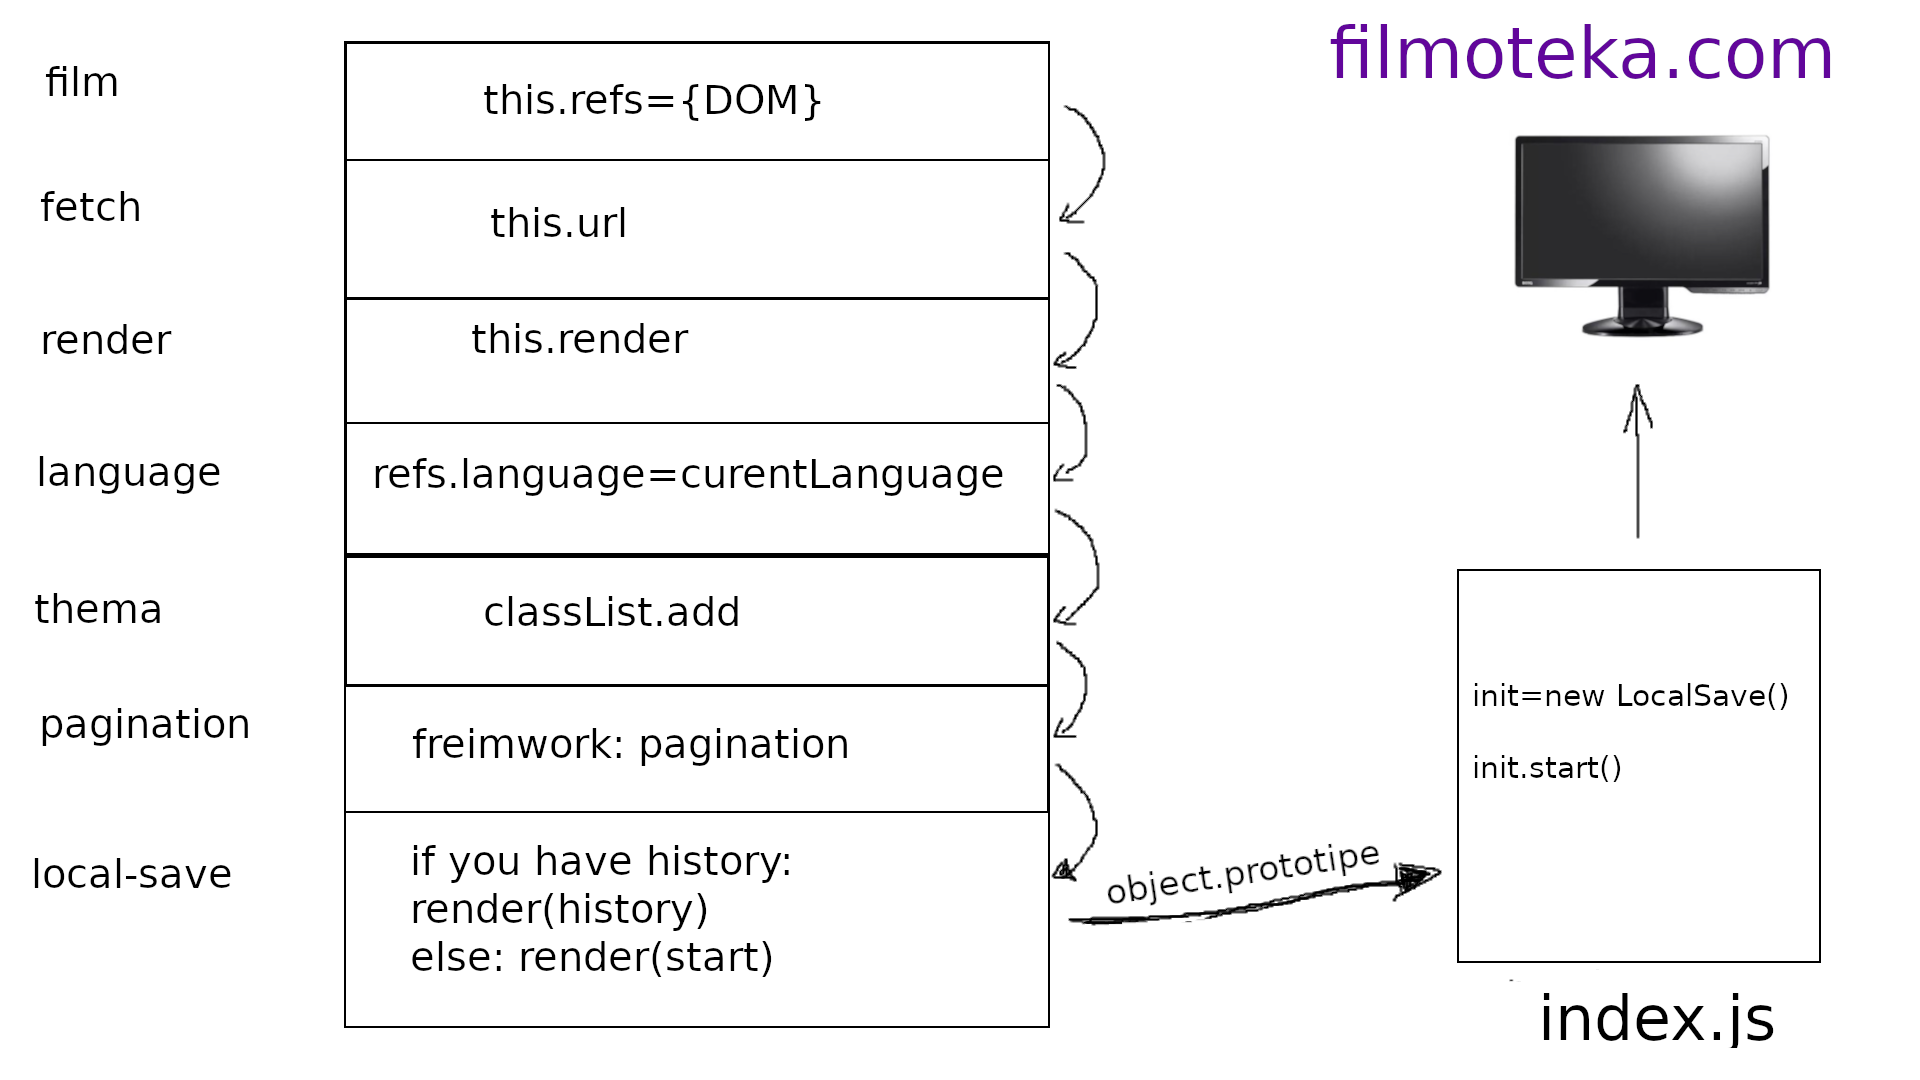 filmoteka.com
film
this.refs={DOM}
fetch
this.url
render
this.render
language
refs.language=curentLanguage
thema
classList.add
pagination
freimwork: pagination
local-save
if you have history:
render(history)
else: render(start)
object.prototipe
init=new LocalSave()
init.start()
index.js